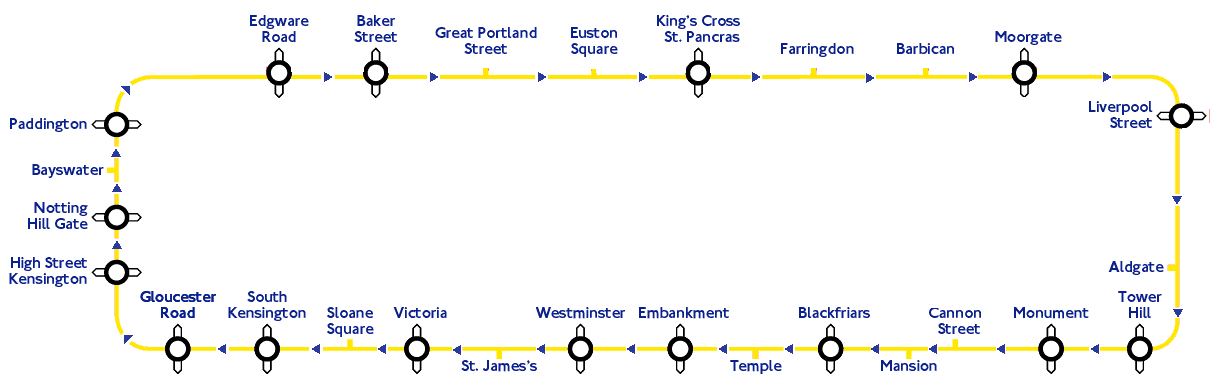 Edgware
Road
Baker
Street
Great Portland
Street
Euston
Square
King's Cross
St. Pancras
Farringdon
Barbican
Moorgate
Liverpool
Street
Aldgate
Tower
Hill
Monument
Cannon
Street
Mansion
Blackfriars
Temple
Embankment
Westminster
St. James's
Victoria
Sloane
Square
South
Kensington
Gloucester
Road
High Street
Kensington
Notting
Hill Gate
Bayswater
Paddington